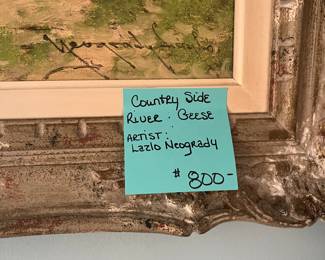 Country Side
River . Geese
Artist :
Lazlo Neogrady
$ 800-